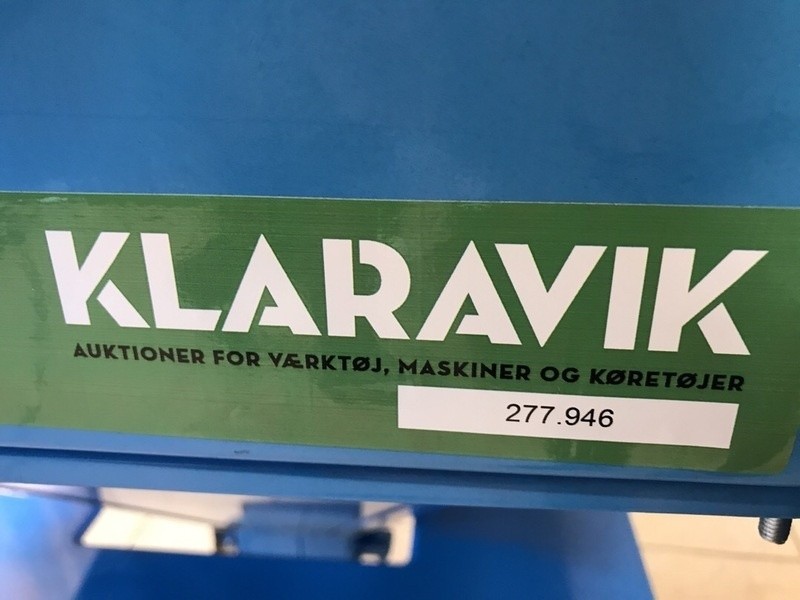 KLARAVIK
AUKTIONER FOR VÆRKTØJ, MASKINER OG KØRETØJER
277.946